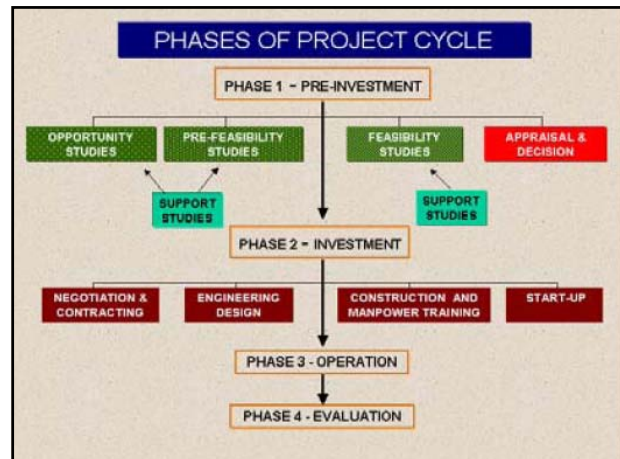 PHASES OF PROJECT CYCLE
PHASE 1 – PRE-INVESTMENT
OPPORTUNITY
STUDIES
PRE-FEASIBILITY
STUDIES
FEASIBILITY
STUDIES
APPRAISAL &
DECISION
SUPPORT
STUDIES
SUPPORT
STUDIES
PHASE 2 – INVESTMENT
NEGOTIATION &
CONTRACTING
ENGINEERING
DESIGN
CONSTRUCTION AND
MANPOWER TRAINING
START-UP
PHASE 3 - OPERATION
PHASE 4 - EVALUATION